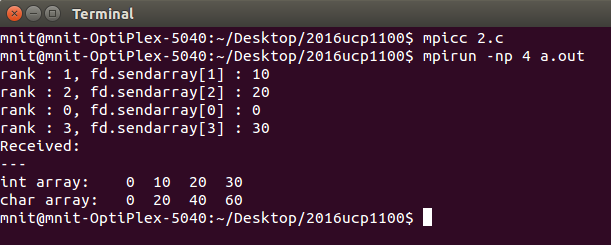 Terminal
mnit@mnit-OptiPlex-5040:~/Desktop/2016ucp1100$ mpicc 2.c
mnit@mnit-OptiPlex-5040:~/Desktop/2016ucp1100$ mpirun -np 4 a.out
rank : 1, fd.sendarray[1] : 10
rank : 2, fd.sendarray[2] : 20
rank : 0, fd.sendarray[0] : 0
rank : 3, fd.sendarray[3] : 30
Received:
---
int array:    0  10  20  30
char array:   0  20  40  60
mnit@mnit-OptiPlex-5040:~/Desktop/2016ucp1100$